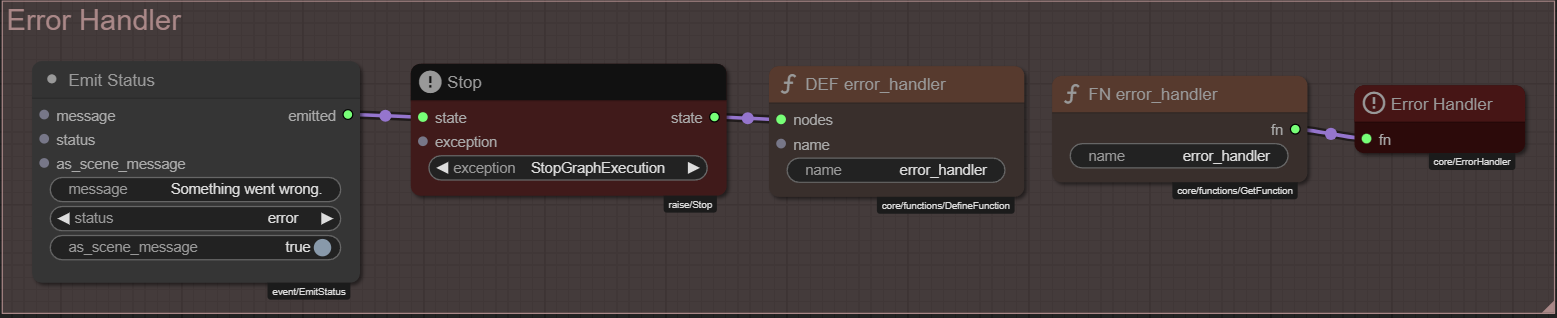 Error Handler
Emit Status
message emitted
status
as_scene_message
message Something went wrong.
status error
as_scene_message true
event/EmitStatus
Stop
state state
exception
exception StopGraphExecution
raise/Stop
DEF error_handler
nodes
name
name error_handler
core/functions/DefineFunction
FN error_handler
fn
name error_handler
core/functions/GetFunction
Error Handler
fn
core/ErrorHandler